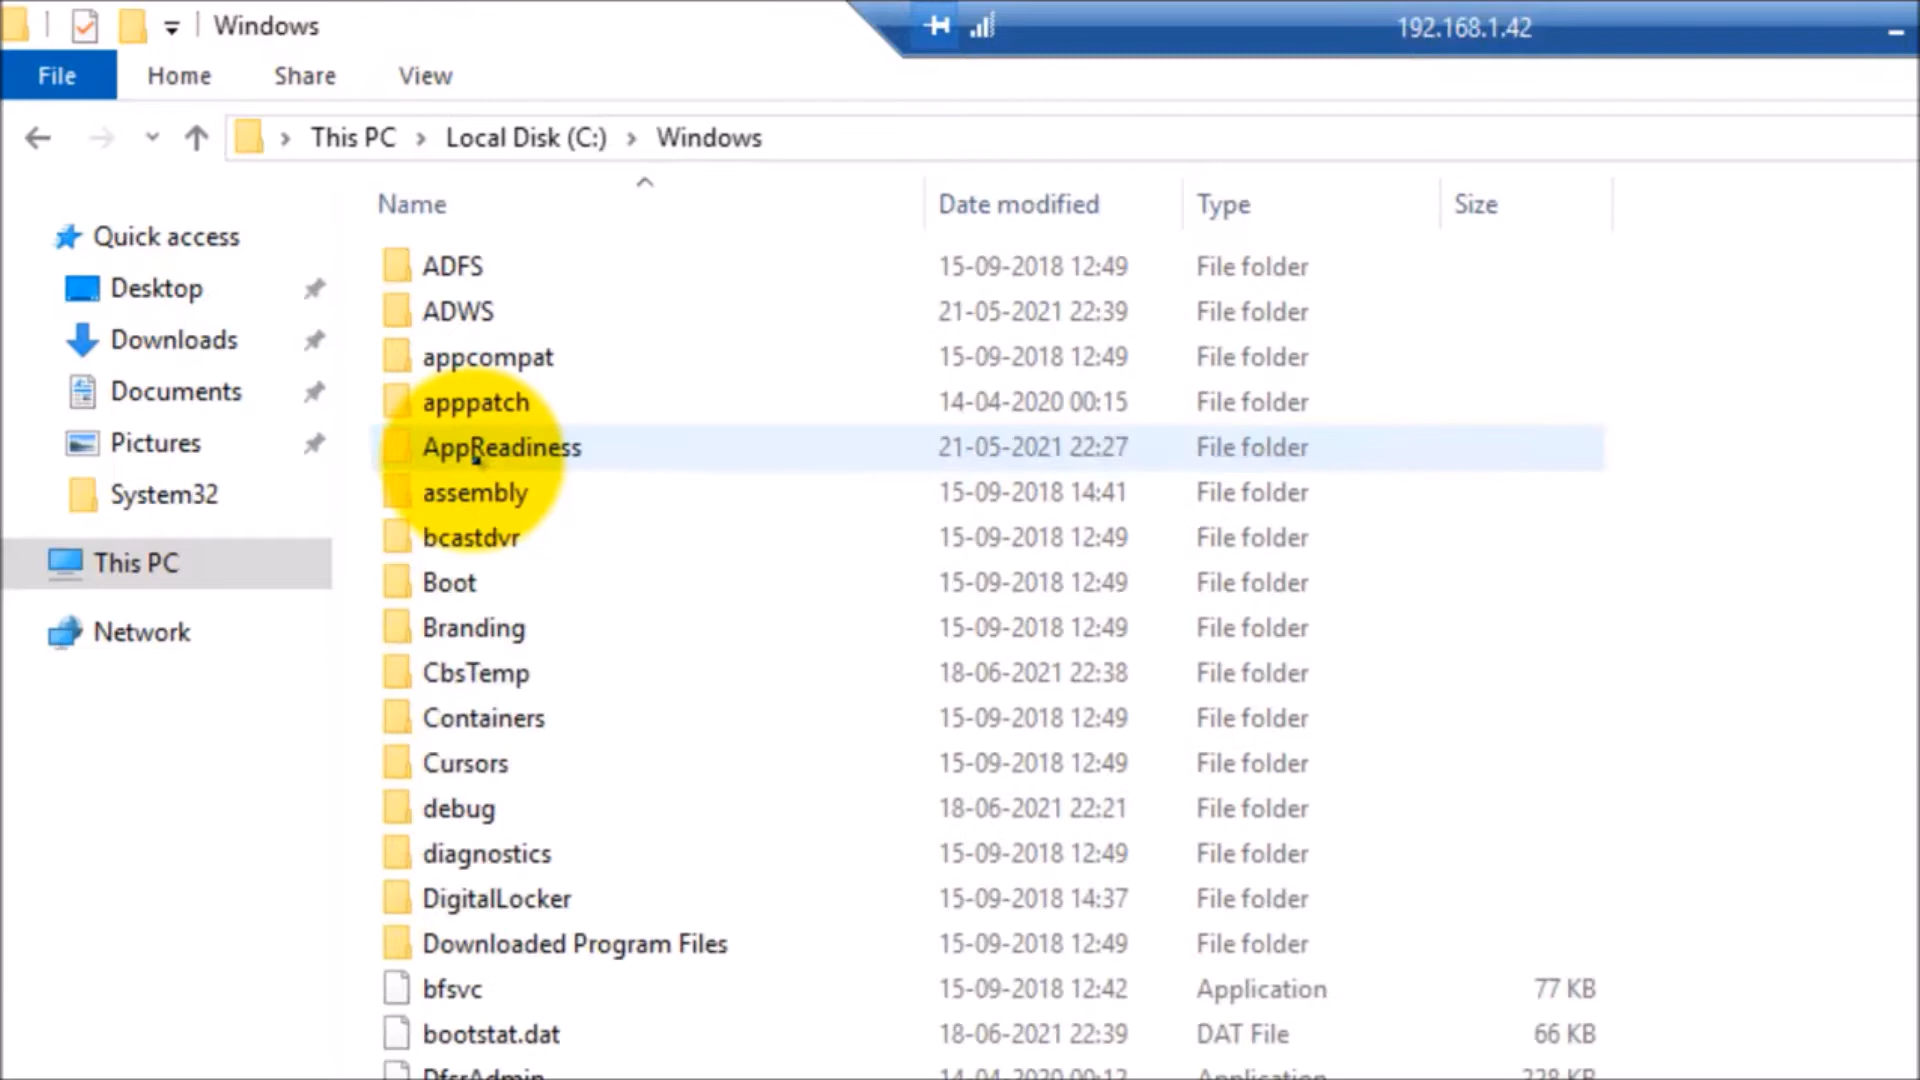 Windows
192.168.1.42
File Home Share View
This PC Local Disk (C:) Windows
Name Date modified Type Size
Quick access
Desktop
Downloads
Documents
Pictures
System32
This PC
Network
ADFS 15-09-2018 12:49 File folder
ADWS 21-05-2021 22:39 File folder
appcompat 15-09-2018 12:49 File folder
apppatch 14-04-2020 00:15 File folder
AppReadiness 21-05-2021 22:27 File folder
assembly 15-09-2018 14:41 File folder
bcastdvr 15-09-2018 12:49 File folder
Boot 15-09-2018 12:49 File folder
Branding 15-09-2018 12:49 File folder
CbsTemp 18-06-2021 22:38 File folder
Containers 15-09-2018 12:49 File folder
Cursors 15-09-2018 12:49 File folder
debug 18-06-2021 22:21 File folder
diagnostics 15-09-2018 12:49 File folder
DigitalLocker 15-09-2018 14:37 File folder
Downloaded Program Files 15-09-2018 12:49 File folder
bfsvc 15-09-2018 12:42 Application 77 KB
bootstat.dat 18-06-2021 22:39 DAT File 66 KB
DfsrAdmin 14-04-2020 Application KB